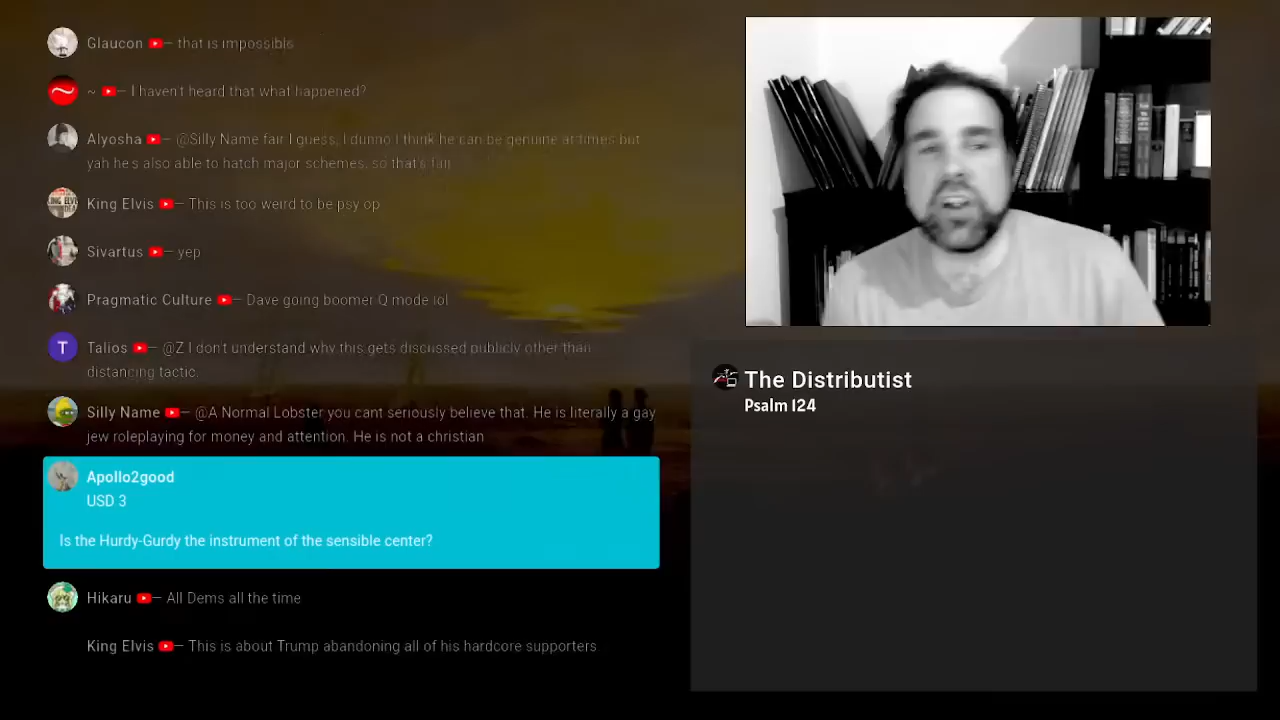 Glaucon — that is impossible
~ — I haven't heard that what happened?
Alyosha — @Silly Name fair I guess, I dunno I think he can be genuine at times but
yah he's also able to hatch major schemes. so that's fair
King Elvis — This is too weird to be psy op
Sivartus — yep
Pragmatic Culture — Dave going boomer Q mode lol
T
Talios — @Z I don't understand why this gets discussed publicly other than
distancing tactic.
Silly Name — @A Normal Lobster you cant seriously believe that. He is literally a gay
jew roleplaying for money and attention. He is not a christian
Apollo2good
USD 3
Is the Hurdy-Gurdy the instrument of the sensible center?
Hikaru — All Dems all the time
King Elvis — This is about Trump abandoning all of his hardcore supporters
The Distributist
Psalm 124